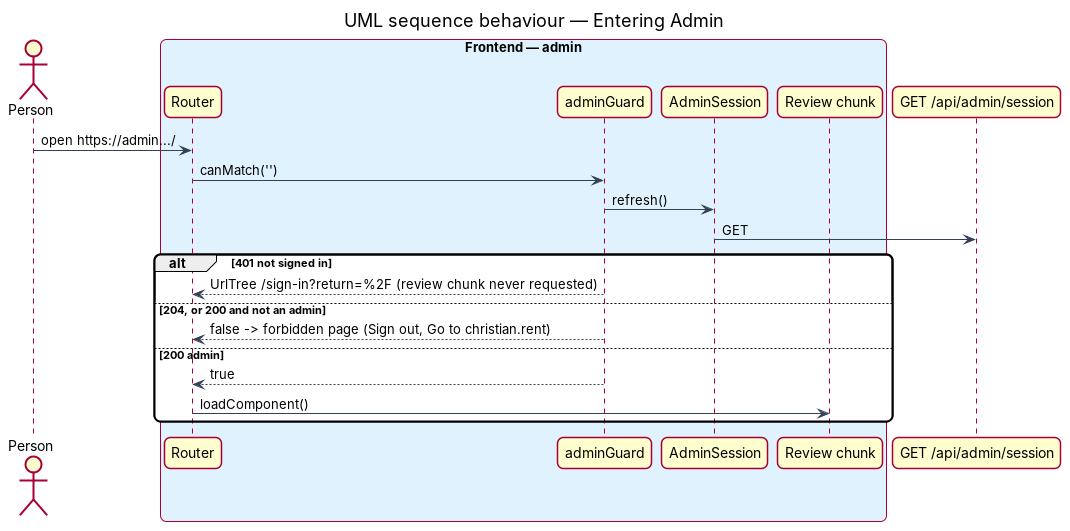 UML sequence behaviour — Entering Admin
Frontend — admin
Person
Router
adminGuard
AdminSession
Review chunk
GET /api/admin/session
open https://admin.../
canMatch('')
refresh()
GET
alt
[401 not signed in]
UrlTree /sign-in?return=%2F (review chunk never requested)
[204, or 200 and not an admin]
false -> forbidden page (Sign out, Go to christian.rent)
[200 admin]
true
loadComponent()
Person
Router
adminGuard
AdminSession
Review chunk
GET /api/admin/session